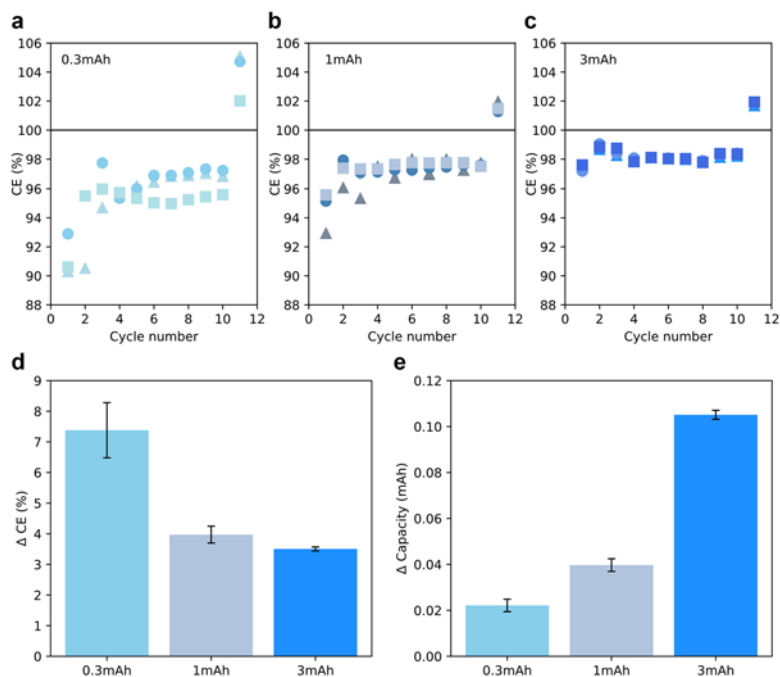 a
106
104
102
100
98
96
94
92
90
88
0.3mAh
CE (%)
0 2 4 6 8 10 12
Cycle number
b
106
104
102
100
98
96
94
92
90
88
1mAh
CE (%)
0 2 4 6 8 10 12
Cycle number
c
106
104
102
100
98
96
94
92
90
88
3mAh
CE (%)
0 2 4 6 8 10 12
Cycle number
d
9
8
7
6
5
4
3
2
1
0
Δ CE (%)
0.3mAh 1mAh 3mAh
e
0.12
0.10
0.08
0.06
0.04
0.02
0.00
Δ Capacity (mAh)
0.3mAh 1mAh 3mAh